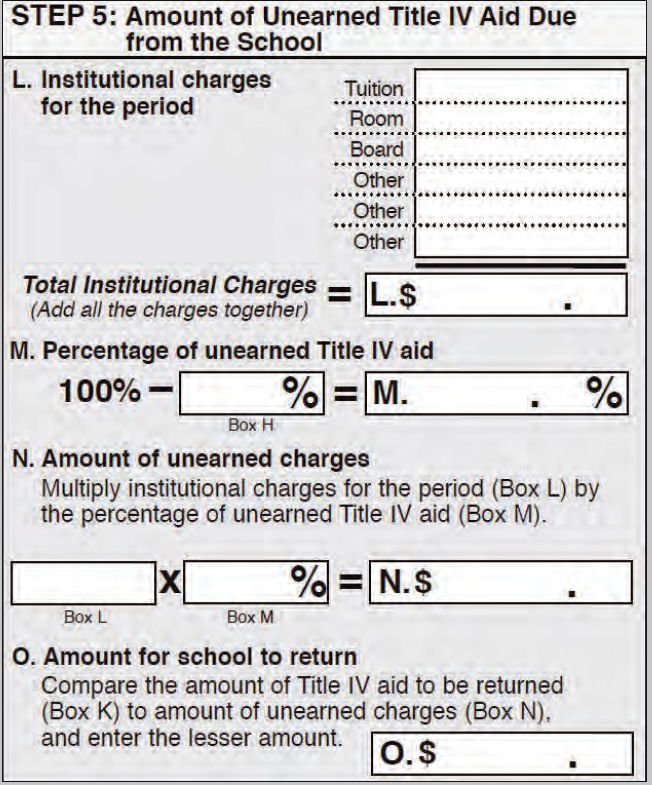 STEP 5: Amount of Unearned Title IV Aid Due
from the School
L. Institutional charges
for the period
Tuition
Room
Board
Other
Other
Other
Total Institutional Charges = L.$ .
(Add all the charges together)
M. Percentage of unearned Title IV aid
100% − % = M. . %
Box H
N. Amount of unearned charges
Multiply institutional charges for the period (Box L) by
the percentage of unearned Title IV aid (Box M).
X % = N.$ .
Box L Box M
O. Amount for school to return
Compare the amount of Title IV aid to be returned
(Box K) to amount of unearned charges (Box N),
and enter the lesser amount.
O.$ .